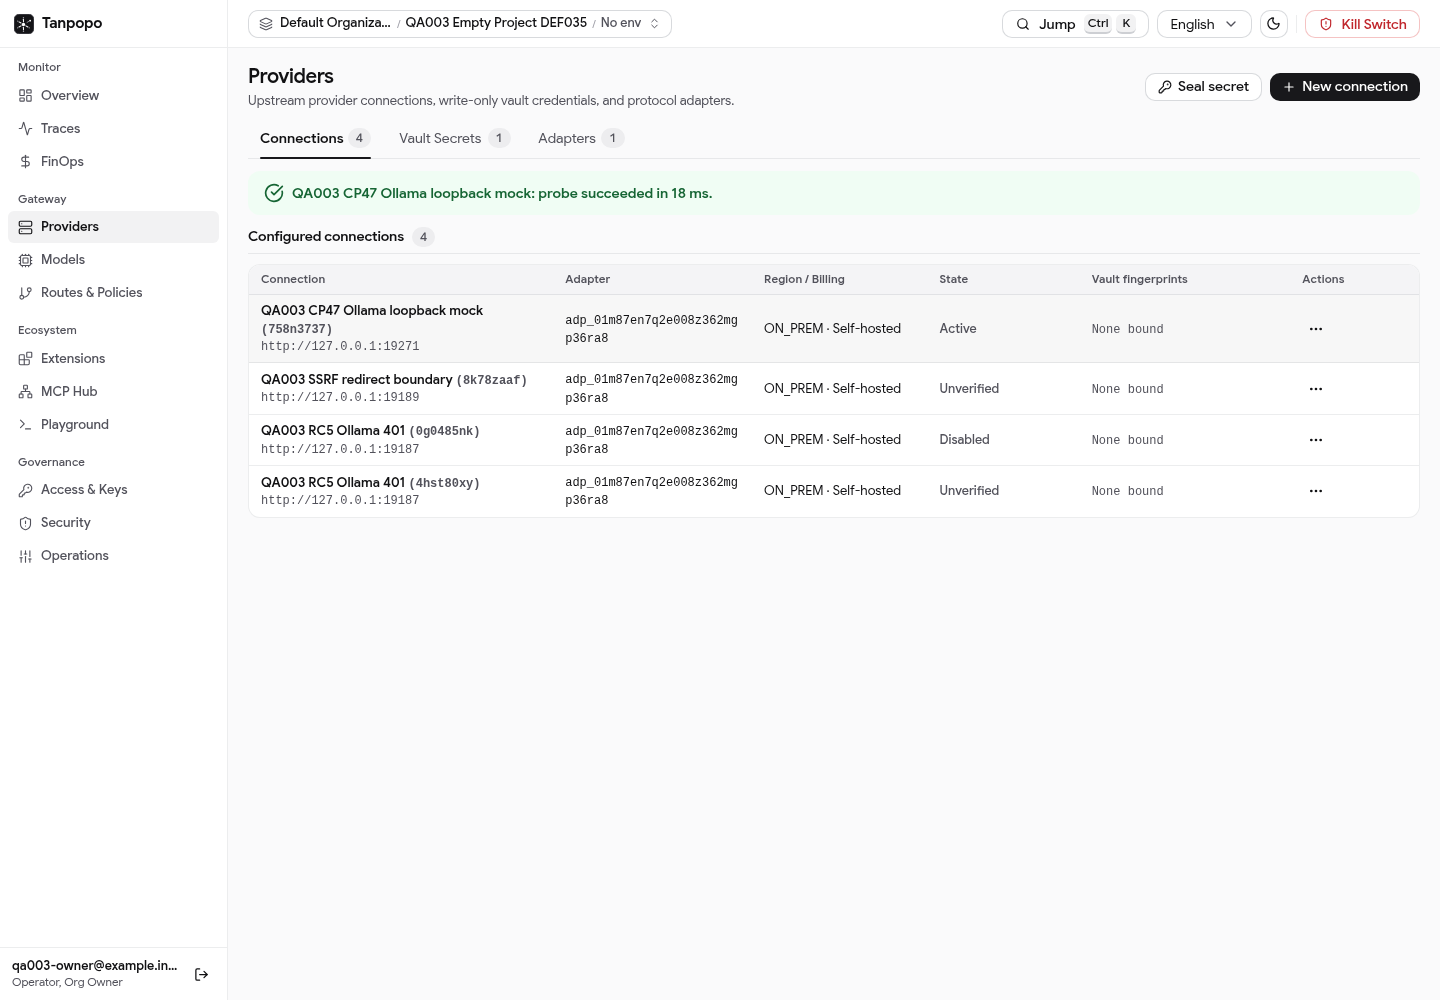 Tanpopo
Default Organiza... / QA003 Empty Project DEF035 / No env
Jump Ctrl K
English
Kill Switch
Monitor
Overview
Traces
FinOps
Gateway
Providers
Models
Routes & Policies
Ecosystem
Extensions
MCP Hub
Playground
Governance
Access & Keys
Security
Operations
qa003-owner@example.in...
Operator, Org Owner
Providers
Upstream provider connections, write-only vault credentials, and protocol adapters.
Seal secret
New connection
Connections 4
Vault Secrets 1
Adapters 1
QA003 CP47 Ollama loopback mock: probe succeeded in 18 ms.
Configured connections 4
Connection Adapter Region / Billing State Vault fingerprints Actions
QA003 CP47 Ollama loopback mock
(758n3737)
http://127.0.0.1:19271
adp_01m87en7q2e008z362mg
p36ra8
ON_PREM · Self-hosted
Active
None bound
QA003 SSRF redirect boundary (8k78zaaf)
http://127.0.0.1:19189
adp_01m87en7q2e008z362mg
p36ra8
ON_PREM · Self-hosted
Unverified
None bound
QA003 RC5 Ollama 401 (0g0485nk)
http://127.0.0.1:19187
adp_01m87en7q2e008z362mg
p36ra8
ON_PREM · Self-hosted
Disabled
None bound
QA003 RC5 Ollama 401 (4hst80xy)
http://127.0.0.1:19187
adp_01m87en7q2e008z362mg
p36ra8
ON_PREM · Self-hosted
Unverified
None bound